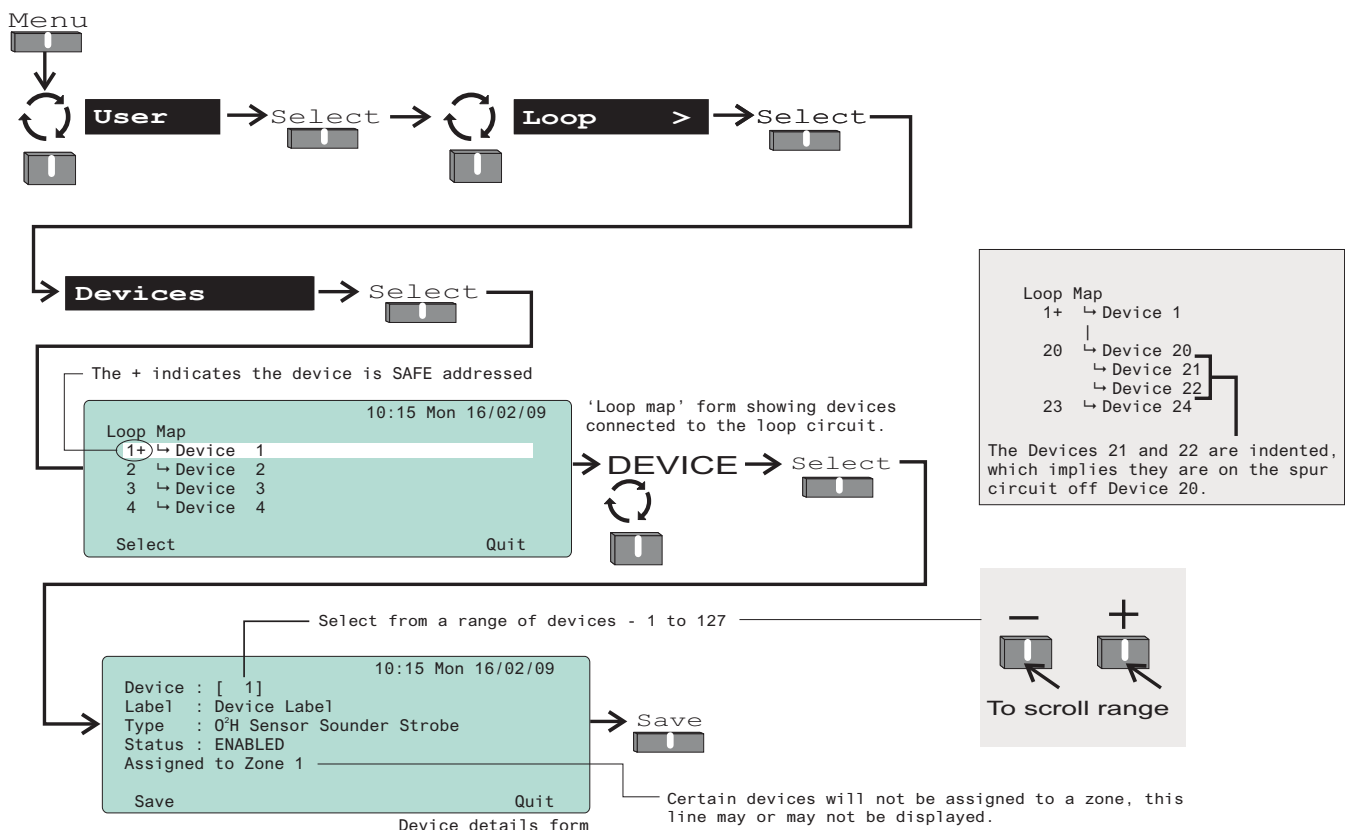 Menu
User
Select
Loop >
Select
Devices
Select
The + indicates the device is SAFE addressed
10:15 Mon 16/02/09
Loop Map
1+ ↳ Device 1
2 ↳ Device 2
3 ↳ Device 3
4 ↳ Device 4
Select Quit
'Loop map' form showing devices
connected to the loop circuit.
DEVICE
Select
Loop Map
1+ ↳ Device 1
|
20 ↳ Device 20
↳ Device 21
↳ Device 22
23 ↳ Device 24
The Devices 21 and 22 are indented,
which implies they are on the spur
circuit off Device 20.
Select from a range of devices - 1 to 127
– +
To scroll range
10:15 Mon 16/02/09
Device : [ 1]
Label : Device Label
Type : O²H Sensor Sounder Strobe
Status : ENABLED
Assigned to Zone 1
Save Quit
Save
Device details form
Certain devices will not be assigned to a zone, this
line may or may not be displayed.